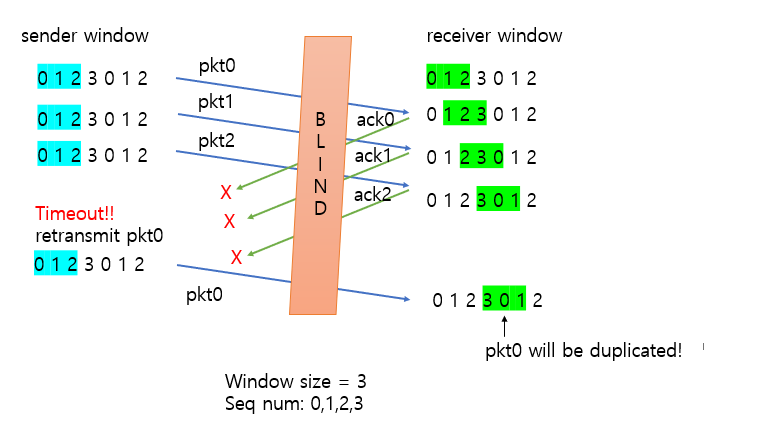 sender window
receiver window
0 1 2 3 0 1 2
pkt0
0 1 2 3 0 1 2
0 1 2 3 0 1 2
pkt1
ack0
0 1 2 3 0 1 2
0 1 2 3 0 1 2
pkt2
ack1
0 1 2 3 0 1 2
BLIND
X
ack2
0 1 2 3 0 1 2
Timeout!!
X
retransmit pkt0
X
0 1 2 3 0 1 2
pkt0
0 1 2 3 0 1 2
pkt0 will be duplicated!
Window size = 3
Seq num: 0,1,2,3